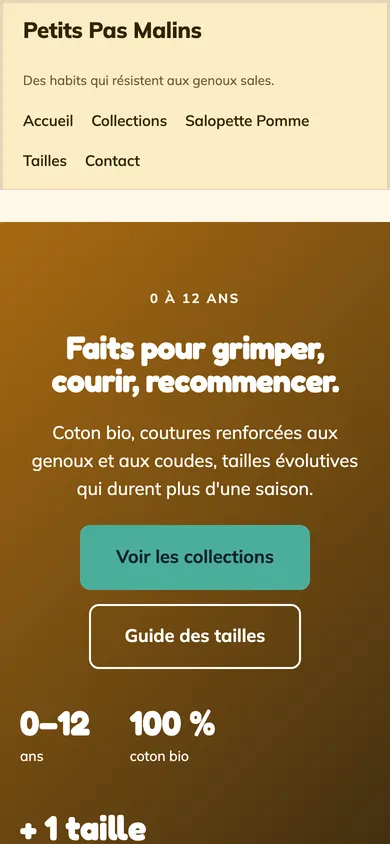 Petits Pas Malins
Des habits qui résistent aux genoux sales.
Accueil Collections Salopette Pomme
Tailles Contact
0 À 12 ANS
Faits pour grimper,
courir, recommencer.
Coton bio, coutures renforcées aux
genoux et aux coudes, tailles évolutives
qui durent plus d'une saison.
Voir les collections
Guide des tailles
0–12 100 %
ans coton bio
+ 1 taille